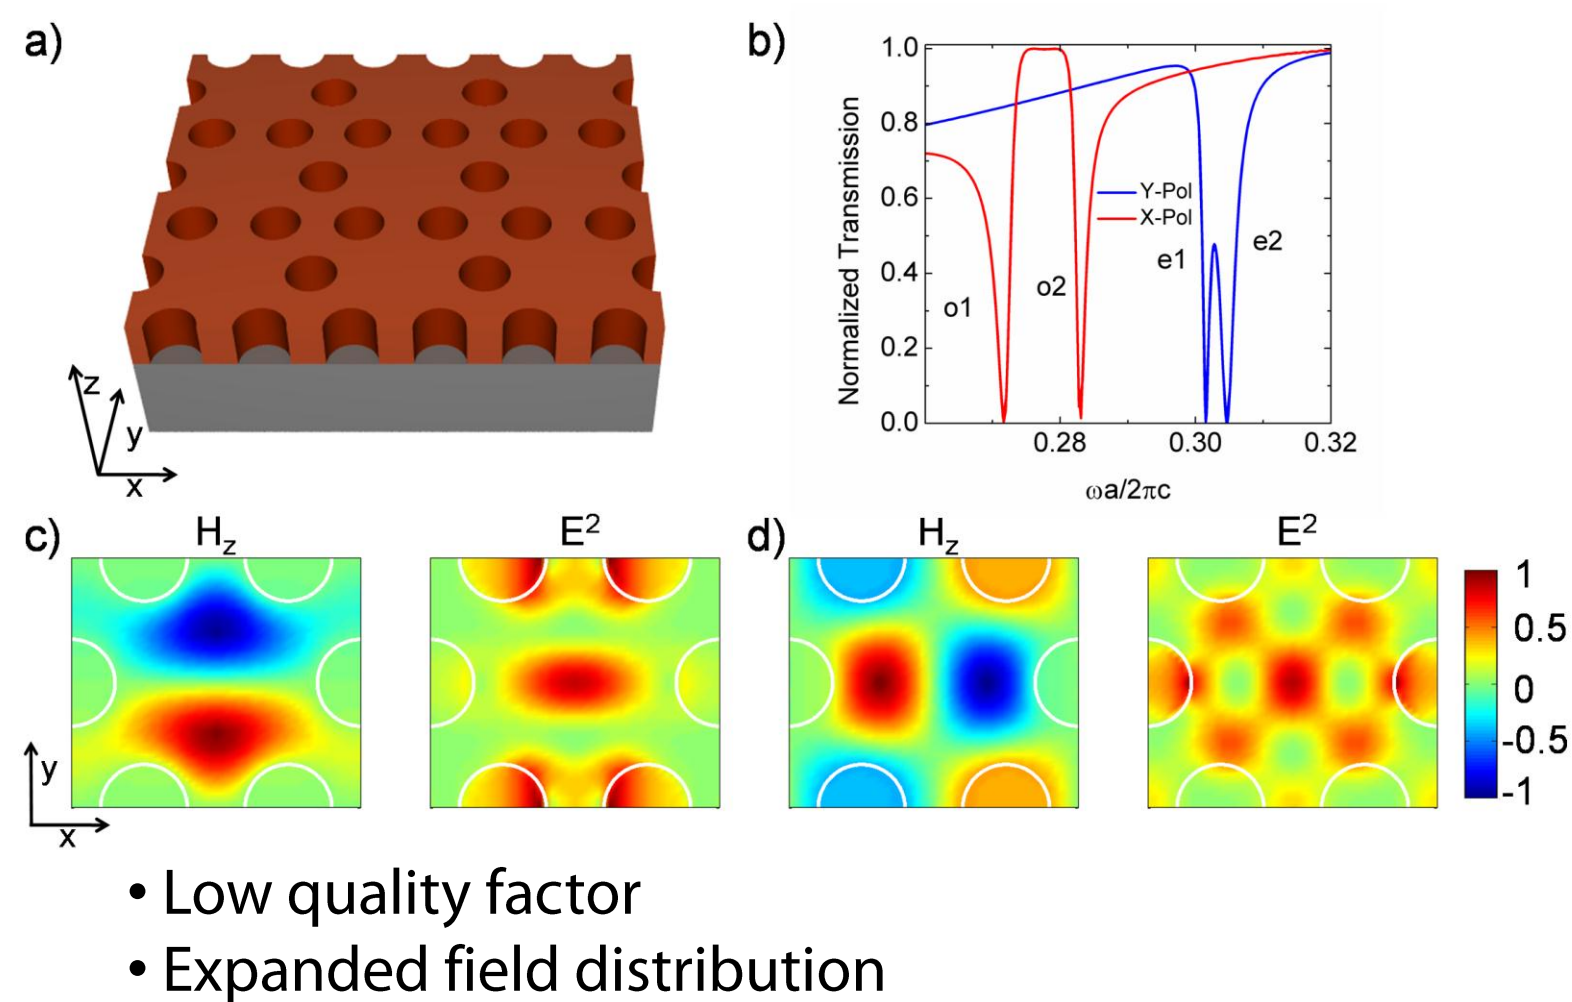 a)
z
y
x
b)
Normalized Transmission
1.0
0.8
0.6
0.4
0.2
0.0
Y-Pol
X-Pol
o1
o2
e1
e2
0.28 0.30 0.32
ωa/2πc
c)
H_z
E²
y
x
d)
H_z
E²
1
0.5
0
-0.5
-1
• Low quality factor
• Expanded field distribution